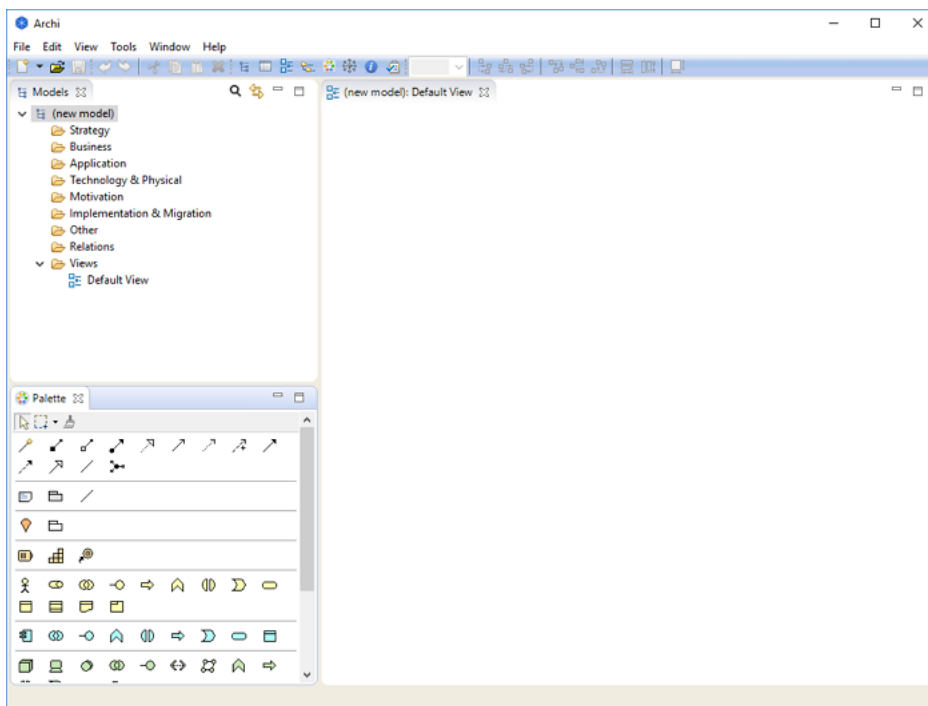 Archi
File Edit View Tools Window Help
Models
(new model): Default View
(new model)
Strategy
Business
Application
Technology & Physical
Motivation
Implementation & Migration
Other
Relations
Views
Default View
Palette